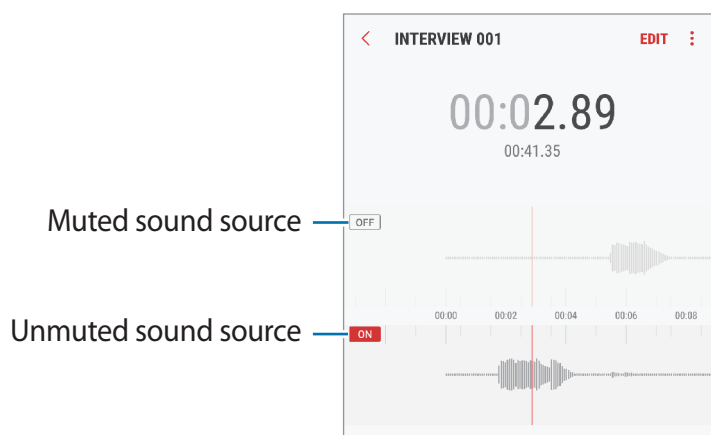 INTERVIEW 001 EDIT
00:02.89
00:41.35
Muted sound source OFF
00:00 00:02 00:04 00:06 00:08
Unmuted sound source ON